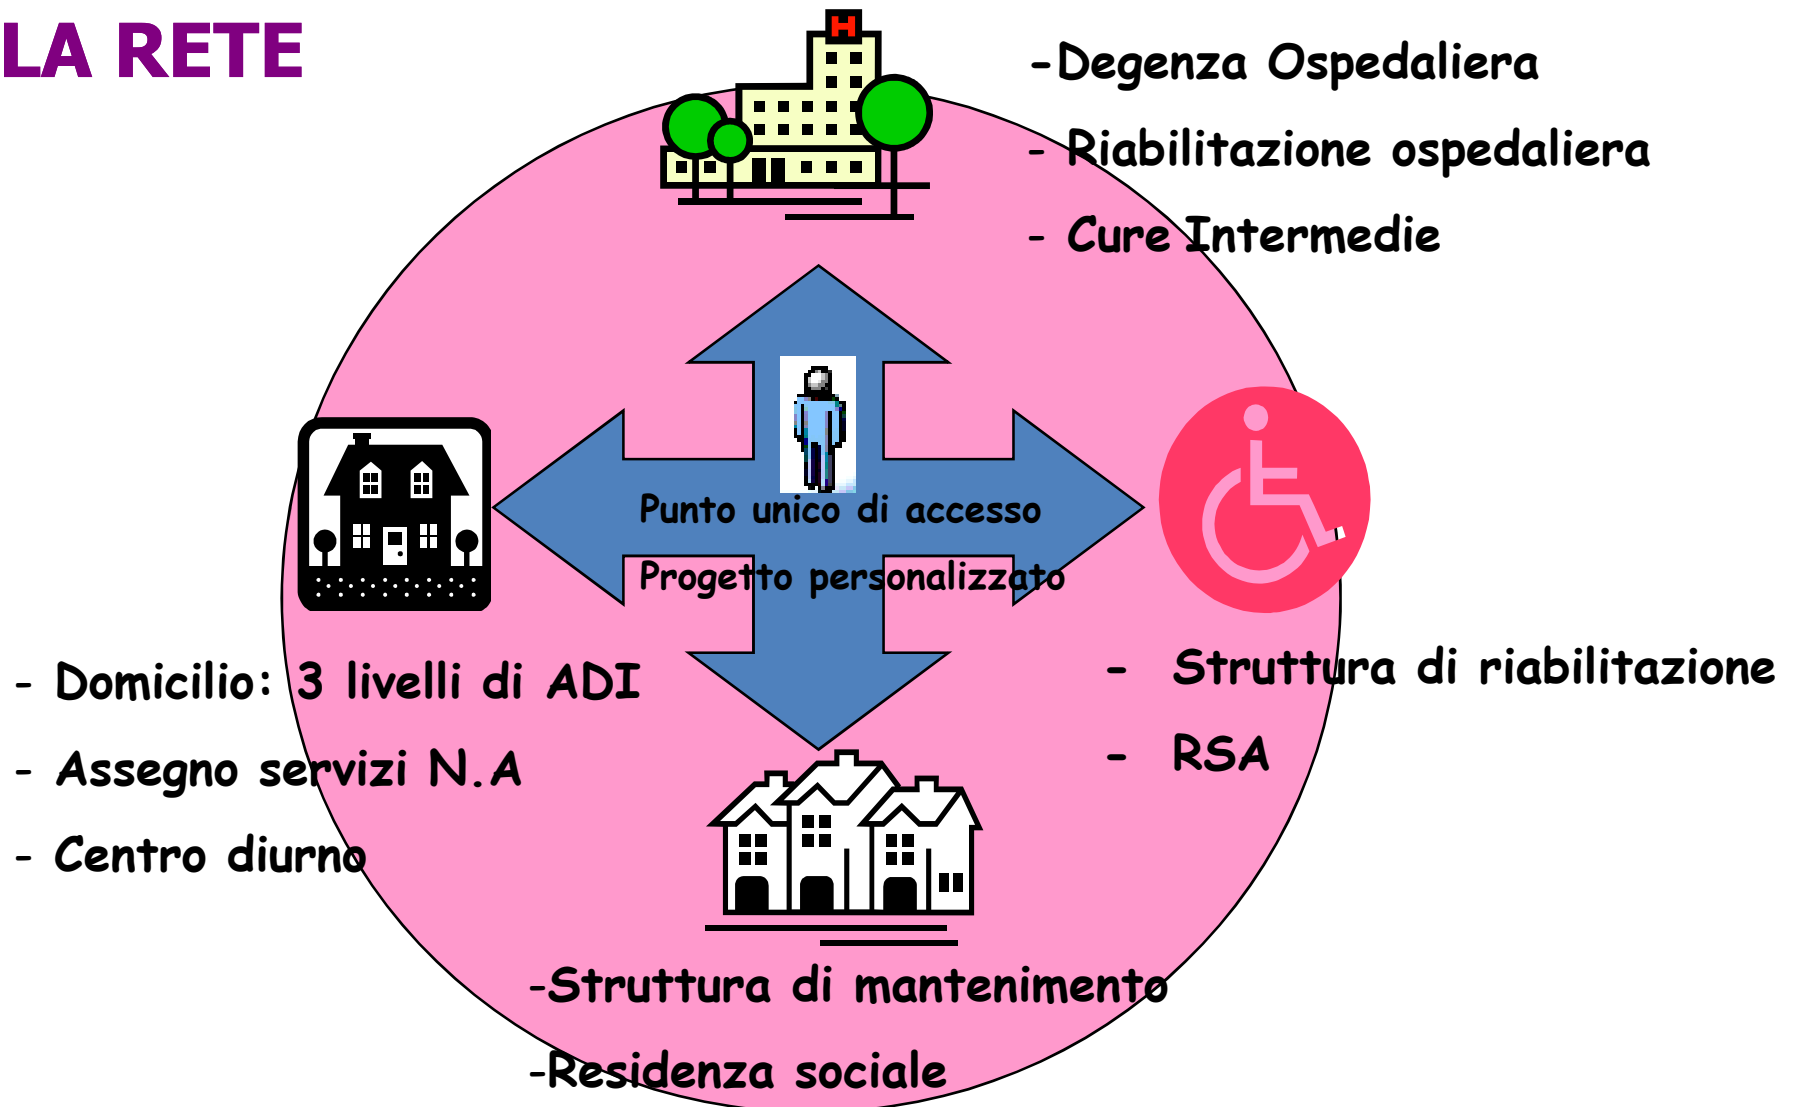 LA RETE
H
-Degenza Ospedaliera
- Riabilitazione ospedaliera
- Cure Intermedie
Punto unico di accesso
Progetto personalizzato
- Domicilio: 3 livelli di ADI
- Assegno servizi N.A
- Centro diurno
- Struttura di riabilitazione
- RSA
-Struttura di mantenimento
-Residenza sociale